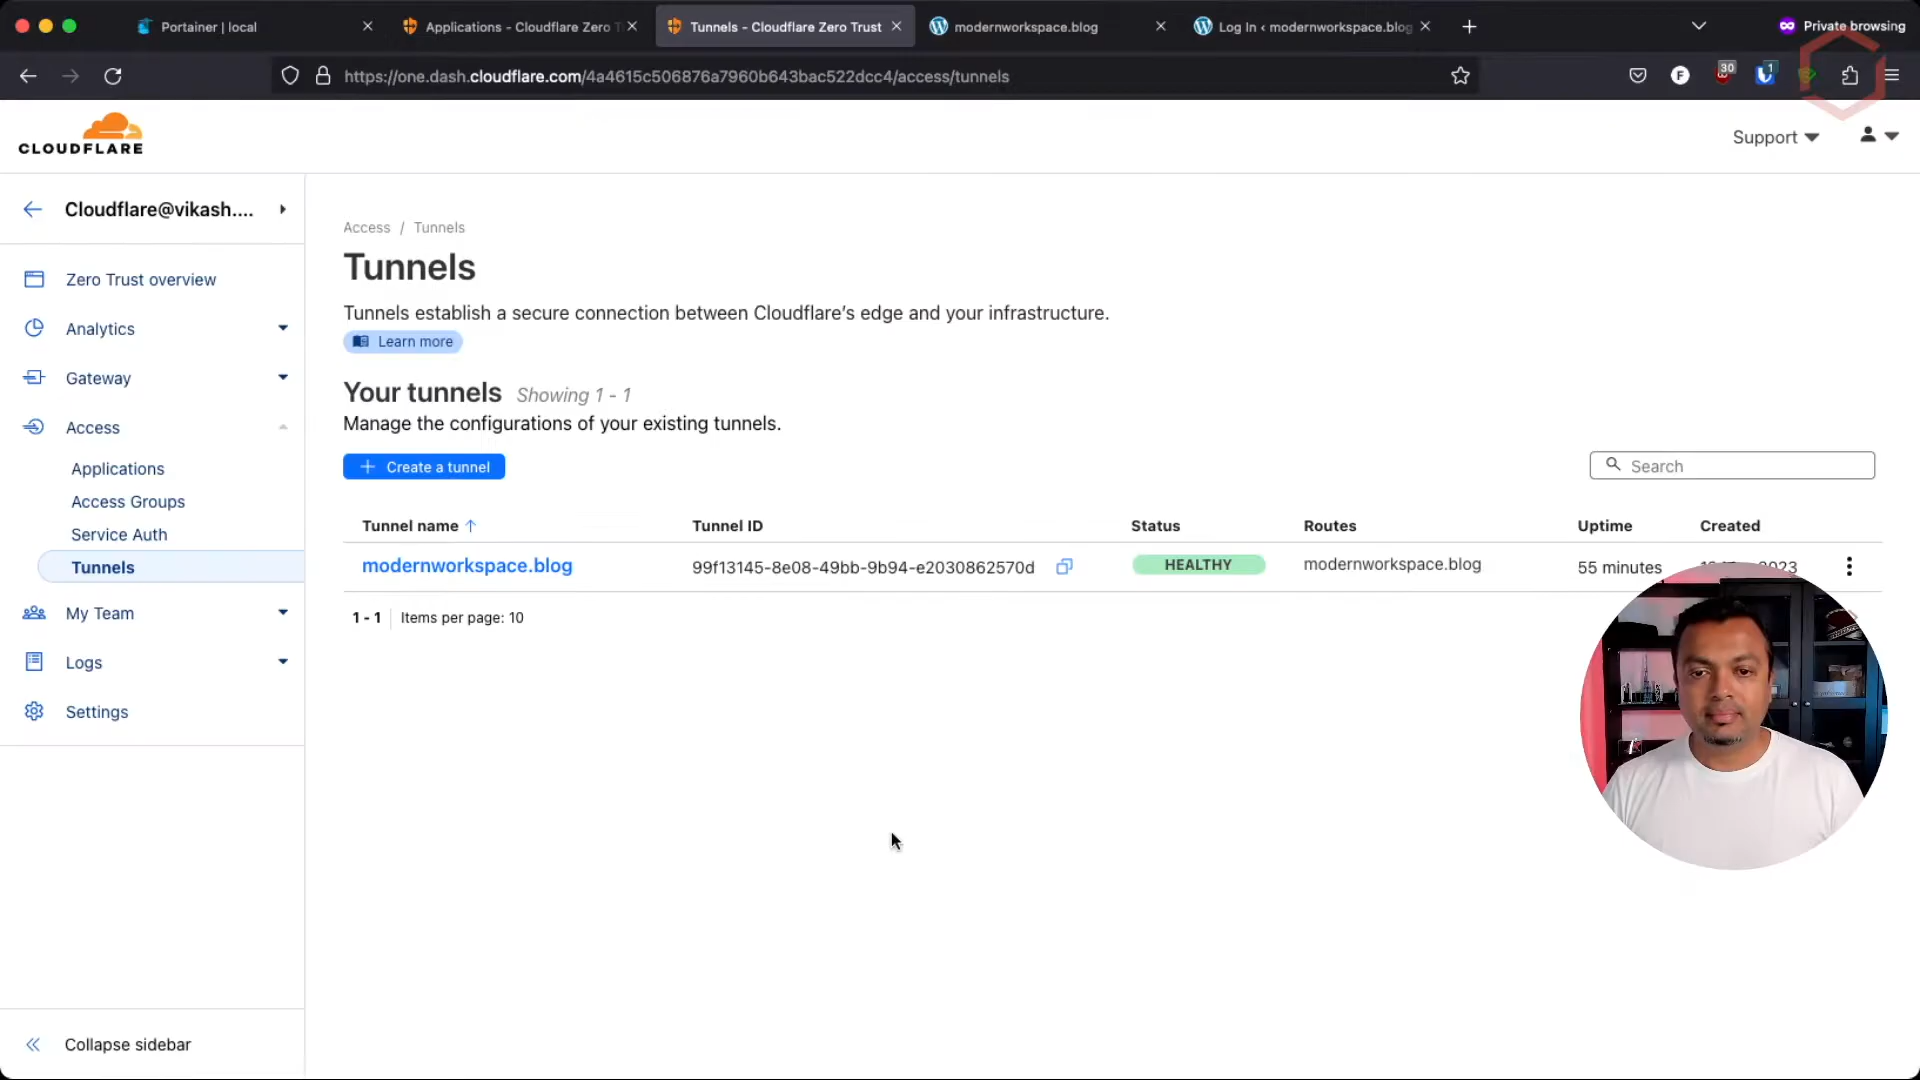 Portainer | local
Applications - Cloudflare Zero T
Tunnels - Cloudflare Zero Trust
modernworkspace.blog
Log In ‹ modernworkspace.blog
Private browsing
https://one.dash.cloudflare.com/4a4615c506876a7960b643bac522dcc4/access/tunnels
F
30
1
CLOUDFLARE
Support
Cloudflare@vikash....
Zero Trust overview
Analytics
Gateway
Access
Applications
Access Groups
Service Auth
Tunnels
My Team
Logs
Settings
Collapse sidebar
Access / Tunnels
Tunnels
Tunnels establish a secure connection between Cloudflare's edge and your infrastructure.
Learn more
Your tunnels Showing 1 - 1
Manage the configurations of your existing tunnels.
+ Create a tunnel
Search
Tunnel name ↑ Tunnel ID Status Routes Uptime Created
modernworkspace.blog 99f13145-8e08-49bb-9b94-e2030862570d HEALTHY modernworkspace.blog 55 minutes
1 - 1 Items per page: 10